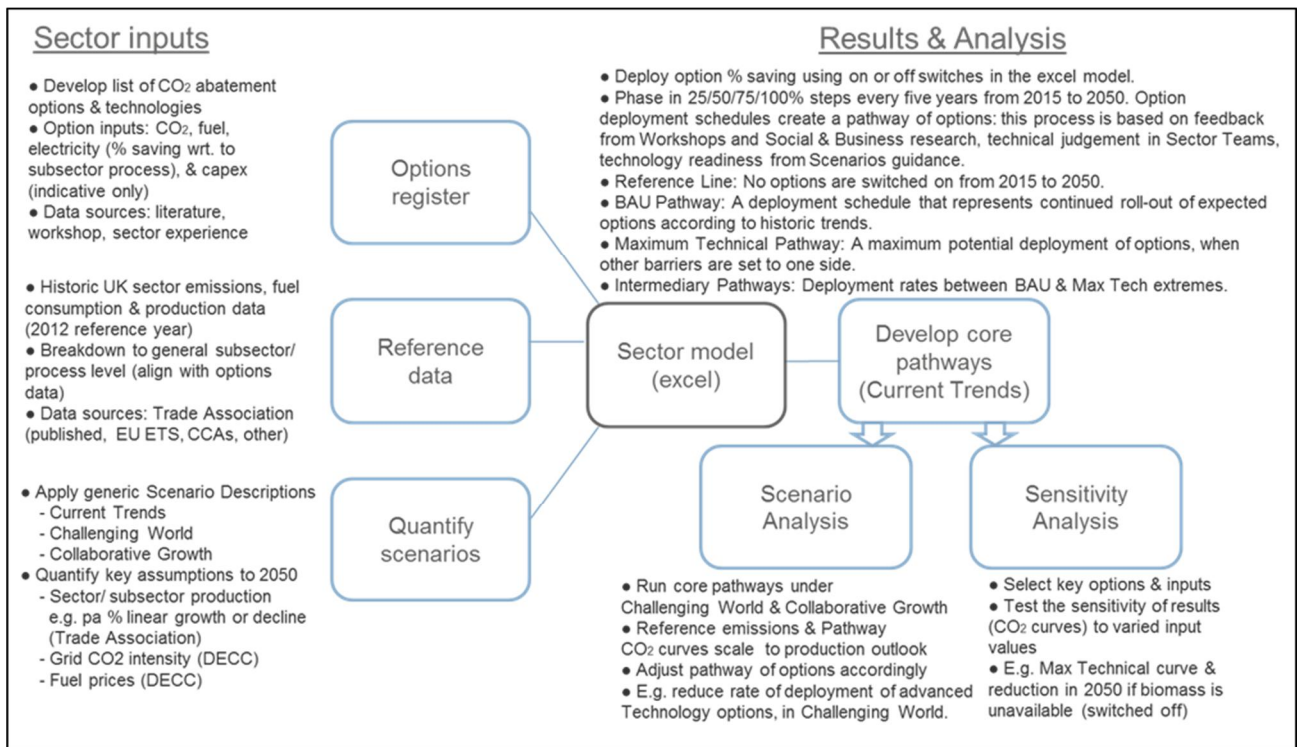 Sector inputs
● Develop list of CO₂ abatement
options & technologies
● Option inputs: CO₂, fuel,
electricity (% saving wrt. to
subsector process), & capex
(indicative only)
● Data sources: literature,
workshop, sector experience
● Historic UK sector emissions, fuel
consumption & production data
(2012 reference year)
● Breakdown to general subsector/
process level (align with options
data)
● Data sources: Trade Association
(published, EU ETS, CCAs, other)
● Apply generic Scenario Descriptions
- Current Trends
- Challenging World
- Collaborative Growth
● Quantify key assumptions to 2050
- Sector/ subsector production
e.g. pa % linear growth or decline
(Trade Association)
- Grid CO2 intensity (DECC)
- Fuel prices (DECC)
Options
register
Reference
data
Quantify
scenarios
Sector model
(excel)
Results & Analysis
● Deploy option % saving using on or off switches in the excel model.
● Phase in 25/50/75/100% steps every five years from 2015 to 2050. Option
deployment schedules create a pathway of options: this process is based on feedback
from Workshops and Social & Business research, technical judgement in Sector Teams,
technology readiness from Scenarios guidance.
● Reference Line: No options are switched on from 2015 to 2050.
● BAU Pathway: A deployment schedule that represents continued roll-out of expected
options according to historic trends.
● Maximum Technical Pathway: A maximum potential deployment of options, when
other barriers are set to one side.
● Intermediary Pathways: Deployment rates between BAU & Max Tech extremes.
Develop core
pathways
(Current Trends)
Scenario
Analysis
● Run core pathways under
Challenging World & Collaborative Growth
● Reference emissions & Pathway
CO₂ curves scale to production outlook
● Adjust pathway of options accordingly
● E.g. reduce rate of deployment of advanced
Technology options, in Challenging World.
Sensitivity
Analysis
● Select key options & inputs
● Test the sensitivity of results
(CO₂ curves) to varied input
values
● E.g. Max Technical curve &
reduction in 2050 if biomass is
unavailable (switched off)